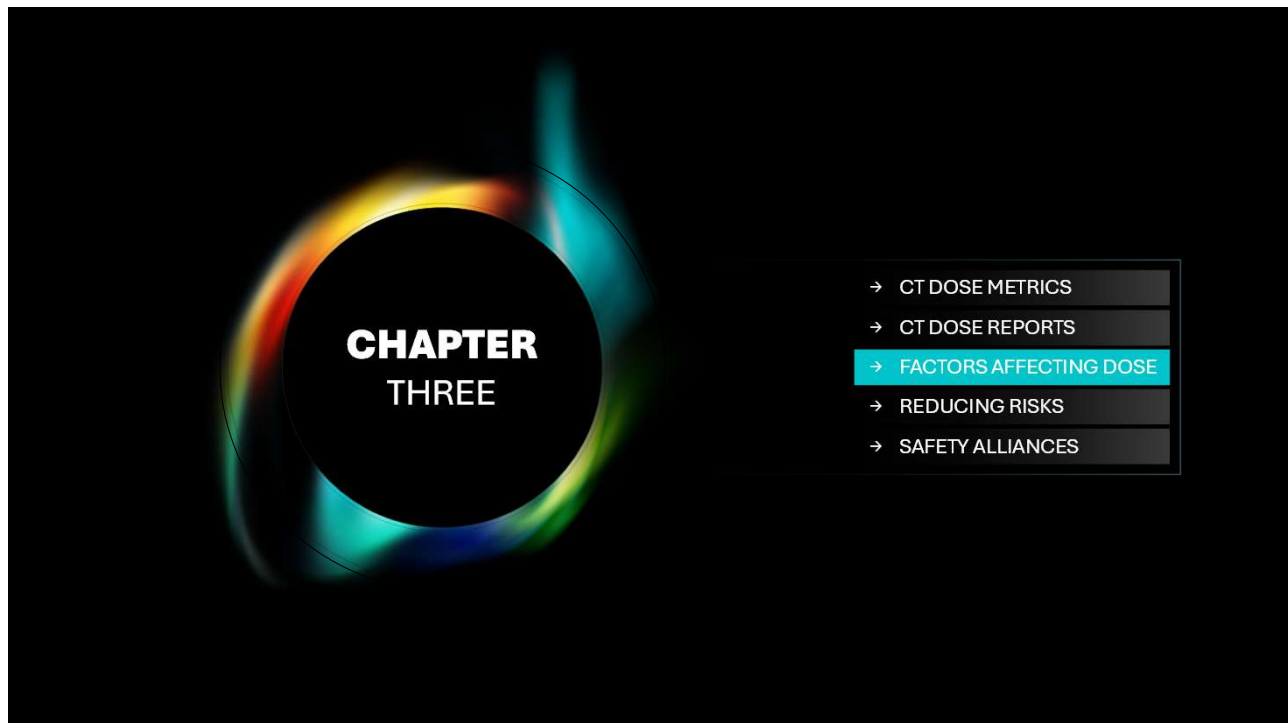 CHAPTER
THREE
→ CT DOSE METRICS
→ CT DOSE REPORTS
→ FACTORS AFFECTING DOSE
→ REDUCING RISKS
→ SAFETY ALLIANCES